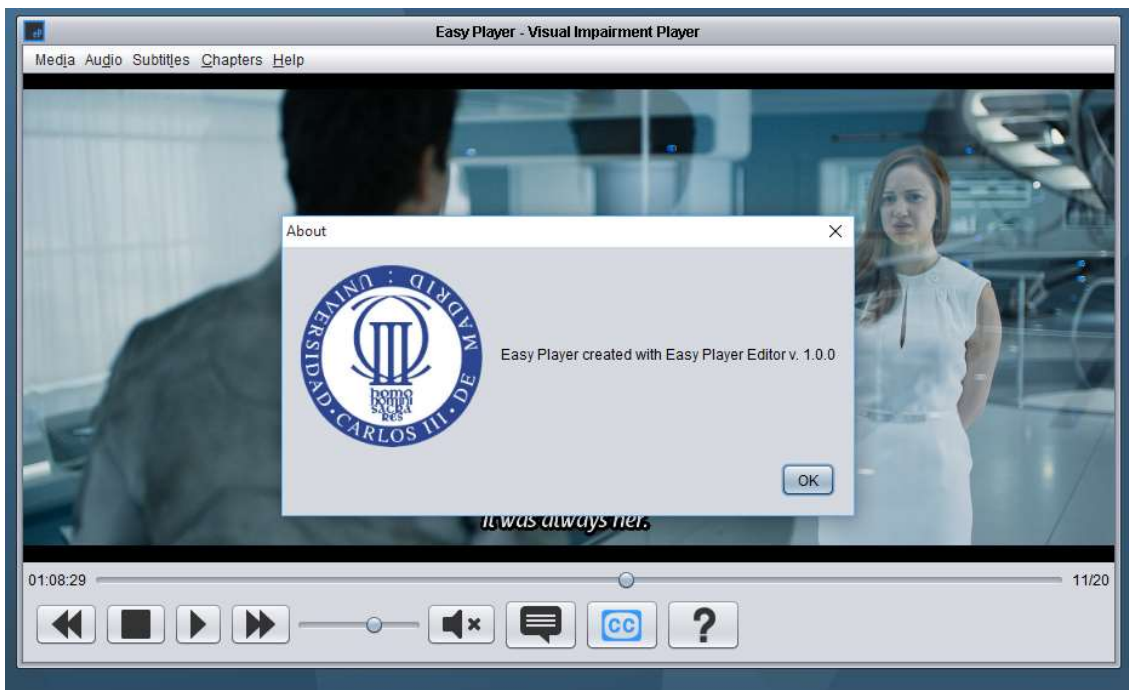 eP
Easy Player - Visual Impairment Player
Media Audio Subtitles Chapters Help
About
UNIVERSIDAD · CARLOS III · DE MADRID :
homo
homini
SACRA
RES
Easy Player created with Easy Player Editor v. 1.0.0
OK
It was always her.
01:08:29
11/20
CC
?